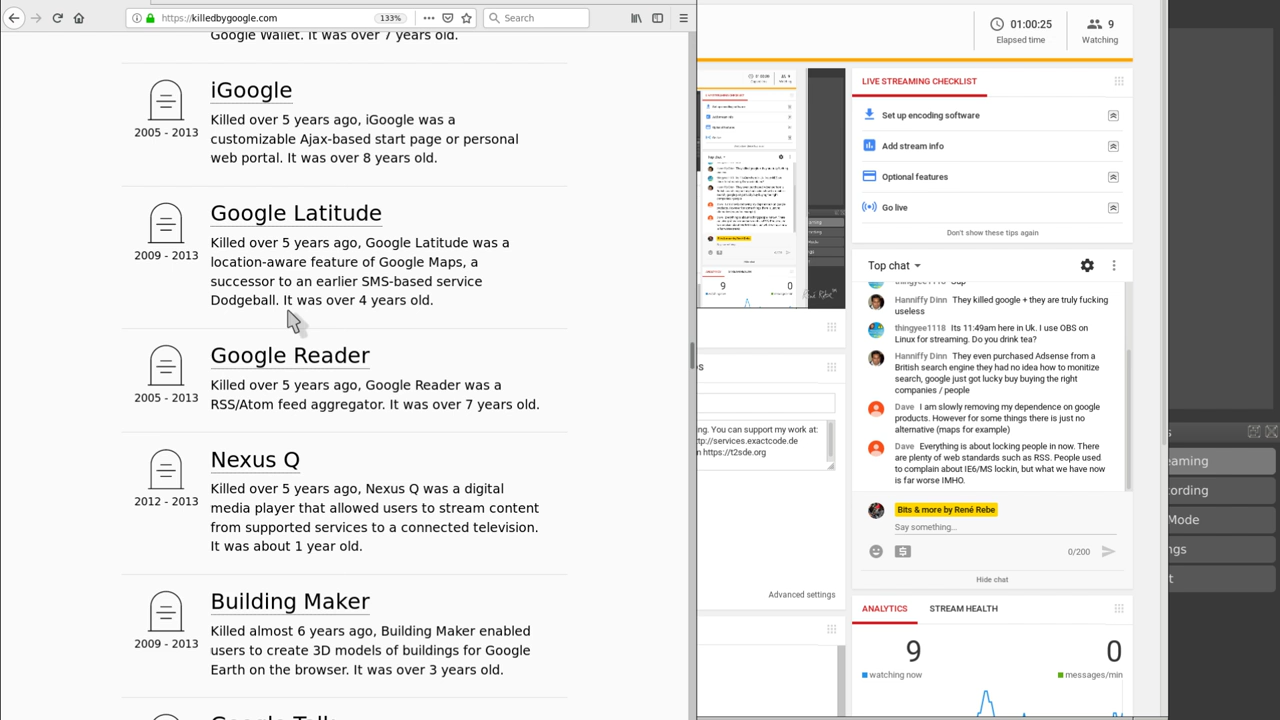 https://killedbygoogle.com
133%
Search
Google Wallet. It was over 7 years old.
iGoogle
2005 - 2013
Killed over 5 years ago, iGoogle was a
customizable Ajax-based start page or personal
web portal. It was over 8 years old.
Google Latitude
2009 - 2013
Killed over 5 years ago, Google Latitude was a
location-aware feature of Google Maps, a
successor to an earlier SMS-based service
Dodgeball. It was over 4 years old.
Google Reader
2005 - 2013
Killed over 5 years ago, Google Reader was a
RSS/Atom feed aggregator. It was over 7 years old.
Nexus Q
2012 - 2013
Killed over 5 years ago, Nexus Q was a digital
media player that allowed users to stream content
from supported services to a connected television.
It was about 1 year old.
Building Maker
2009 - 2013
Killed almost 6 years ago, Building Maker enabled
users to create 3D models of buildings for Google
Earth on the browser. It was over 3 years old.
Google Talk
01:00:25
Elapsed time
9
Watching
LIVE STREAMING CHECKLIST
Set up encoding software
Add stream info
Optional features
Go live
Don't show these tips again
Top chat
thingyee1118 Sup
Hanniffy Dinn They killed google + they are truly fucking
useless
thingyee1118 Its 11:49am here in Uk. I use OBS on
Linux for streaming. Do you drink tea?
Hanniffy Dinn They even purchased Adsense from a
British search engine they had no idea how to monitize
search, google just got lucky buy buying the right
companies / people
Dave I am slowly removing my dependence on google
products. However for some things there is just no
alternative (maps for example)
Dave Everything is about locking people in now. There
are plenty of web standards such as RSS. People used
to complain about IE6/MS lockin, but what we have now
is far worse IMHO.
Bits & more by René Rebe
Say something...
0/200
Hide chat
ANALYTICS
STREAM HEALTH
9
watching now
0
messages/min
9
0
René Rebe
ng. You can support my work at:
ttp://services.exactcode.de
n https://t2sde.org
Advanced settings
s
eaming
ording
Mode
ngs
t